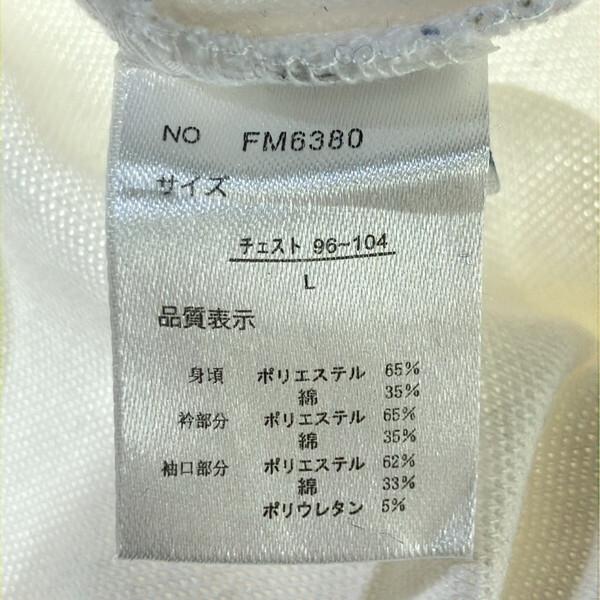 NO FM6380
サイズ
チェスト 96~104
L
品質表示
身頃 ポリエステル 65%
綿 35%
衿部分 ポリエステル 65%
綿 35%
袖口部分 ポリエステル 62%
綿 33%
ポリウレタン 5%